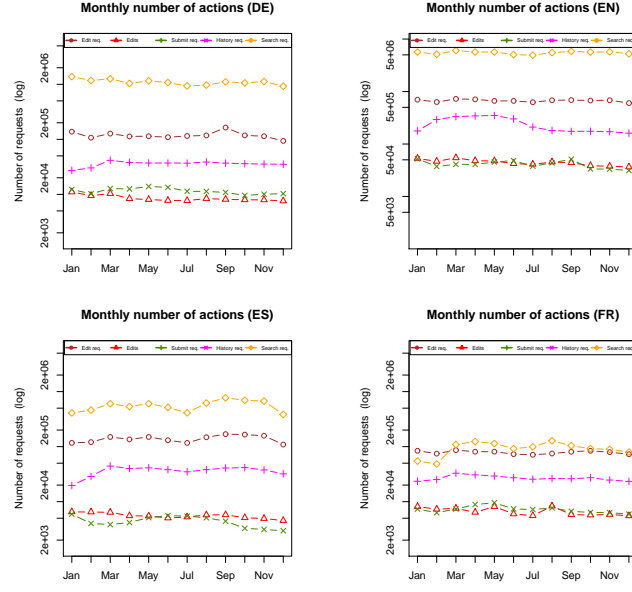 Monthly number of actions (DE)
Edit req. Edits Submit req. History req. Search req.
Number of requests (log)
2e+06
2e+05
2e+04
2e+03
Jan Mar May Jul Sep Nov
Monthly number of actions (EN)
Edit req. Edits Submit req. History req. Search req.
Number of requests (log)
5e+06
5e+05
5e+04
5e+03
Jan Mar May Jul Sep Nov
Monthly number of actions (ES)
Edit req. Edits Submit req. History req. Search req.
Number of requests (log)
2e+06
2e+05
2e+04
2e+03
Jan Mar May Jul Sep Nov
Monthly number of actions (FR)
Edit req. Edits Submit req. History req. Search req.
Number of requests (log)
2e+06
2e+05
2e+04
2e+03
Jan Mar May Jul Sep Nov